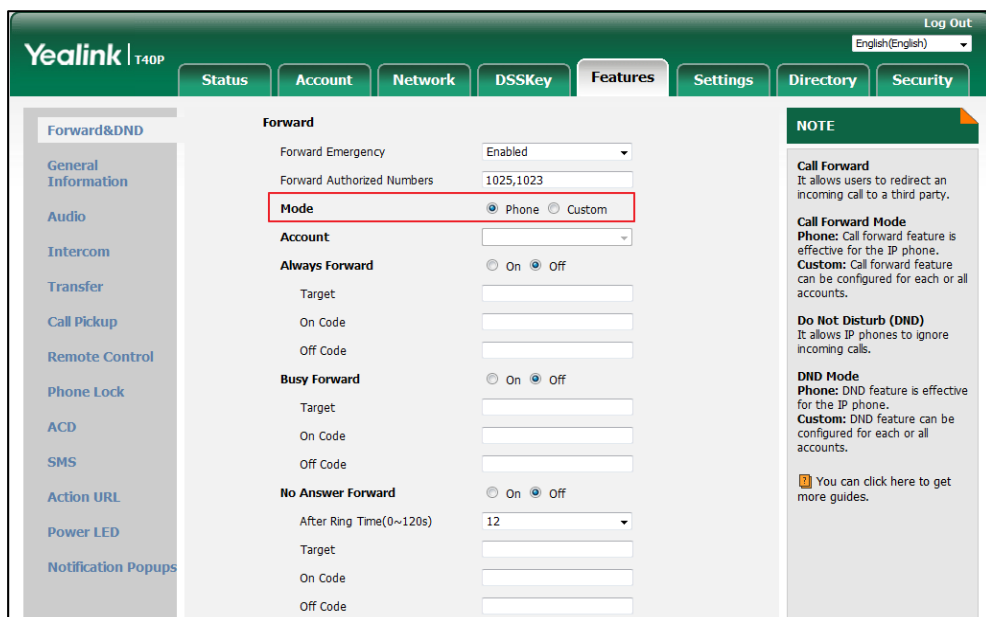 Log Out
Yealink T40P
English(English)
Status Account Network DSSKey Features Settings Directory Security
Forward&DND
General
Information
Audio
Intercom
Transfer
Call Pickup
Remote Control
Phone Lock
ACD
SMS
Action URL
Power LED
Notification Popups
Forward
Forward Emergency Enabled
Forward Authorized Numbers 1025,1023
Mode Phone Custom
Account
Always Forward On Off
Target
On Code
Off Code
Busy Forward On Off
Target
On Code
Off Code
No Answer Forward On Off
After Ring Time(0~120s) 12
Target
On Code
Off Code
NOTE
Call Forward
It allows users to redirect an
incoming call to a third party.
Call Forward Mode
Phone: Call forward feature is
effective for the IP phone.
Custom: Call forward feature
can be configured for each or all
accounts.
Do Not Disturb (DND)
It allows IP phones to ignore
incoming calls.
DND Mode
Phone: DND feature is effective
for the IP phone.
Custom: DND feature can be
configured for each or all
accounts.
? You can click here to get
more guides.